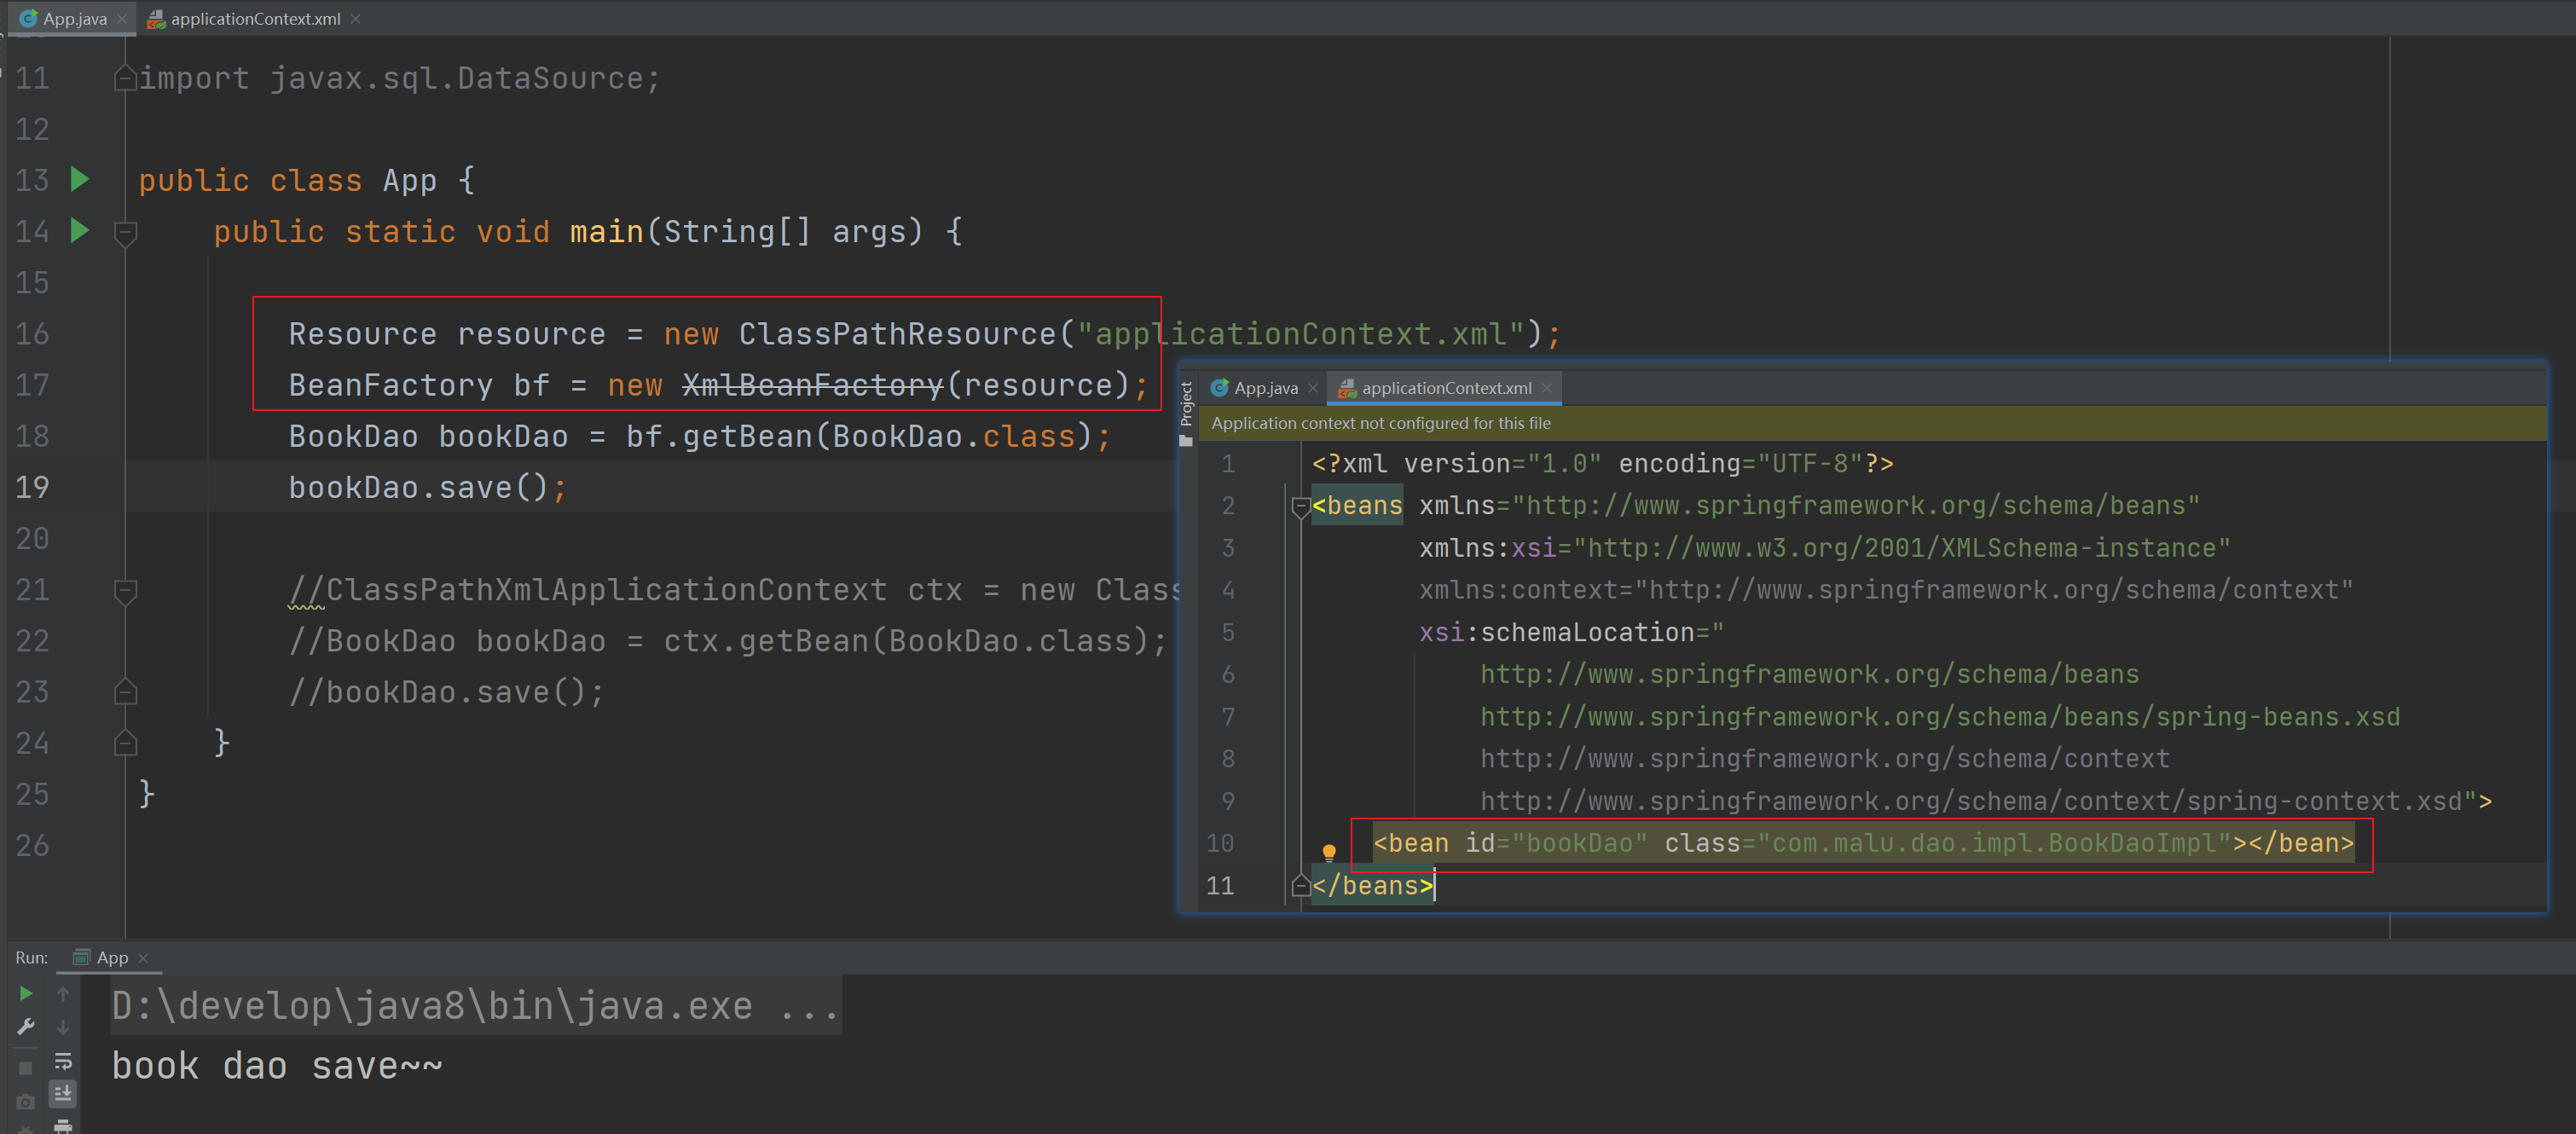 App.java
applicationContext.xml
11 import javax.sql.DataSource;
12
13 public class App {
14 public static void main(String[] args) {
15
16 Resource resource = new ClassPathResource("applicationContext.xml");
17 BeanFactory bf = new XmlBeanFactory(resource);
18 BookDao bookDao = bf.getBean(BookDao.class);
19 bookDao.save();
20
21 //ClassPathXmlApplicationContext ctx = new Class
22 //BookDao bookDao = ctx.getBean(BookDao.class);
23 //bookDao.save();
24 }
25 }
26
Project
App.java
applicationContext.xml
Application context not configured for this file
1 <?xml version="1.0" encoding="UTF-8"?>
2 <beans xmlns="http://www.springframework.org/schema/beans"
3 xmlns:xsi="http://www.w3.org/2001/XMLSchema-instance"
4 xmlns:context="http://www.springframework.org/schema/context"
5 xsi:schemaLocation="
6 http://www.springframework.org/schema/beans
7 http://www.springframework.org/schema/beans/spring-beans.xsd
8 http://www.springframework.org/schema/context
9 http://www.springframework.org/schema/context/spring-context.xsd">
10 <bean id="bookDao" class="com.malu.dao.impl.BookDaoImpl"></bean>
11 </beans>
Run: App
D:\develop\java8\bin\java.exe ...
book dao save~~